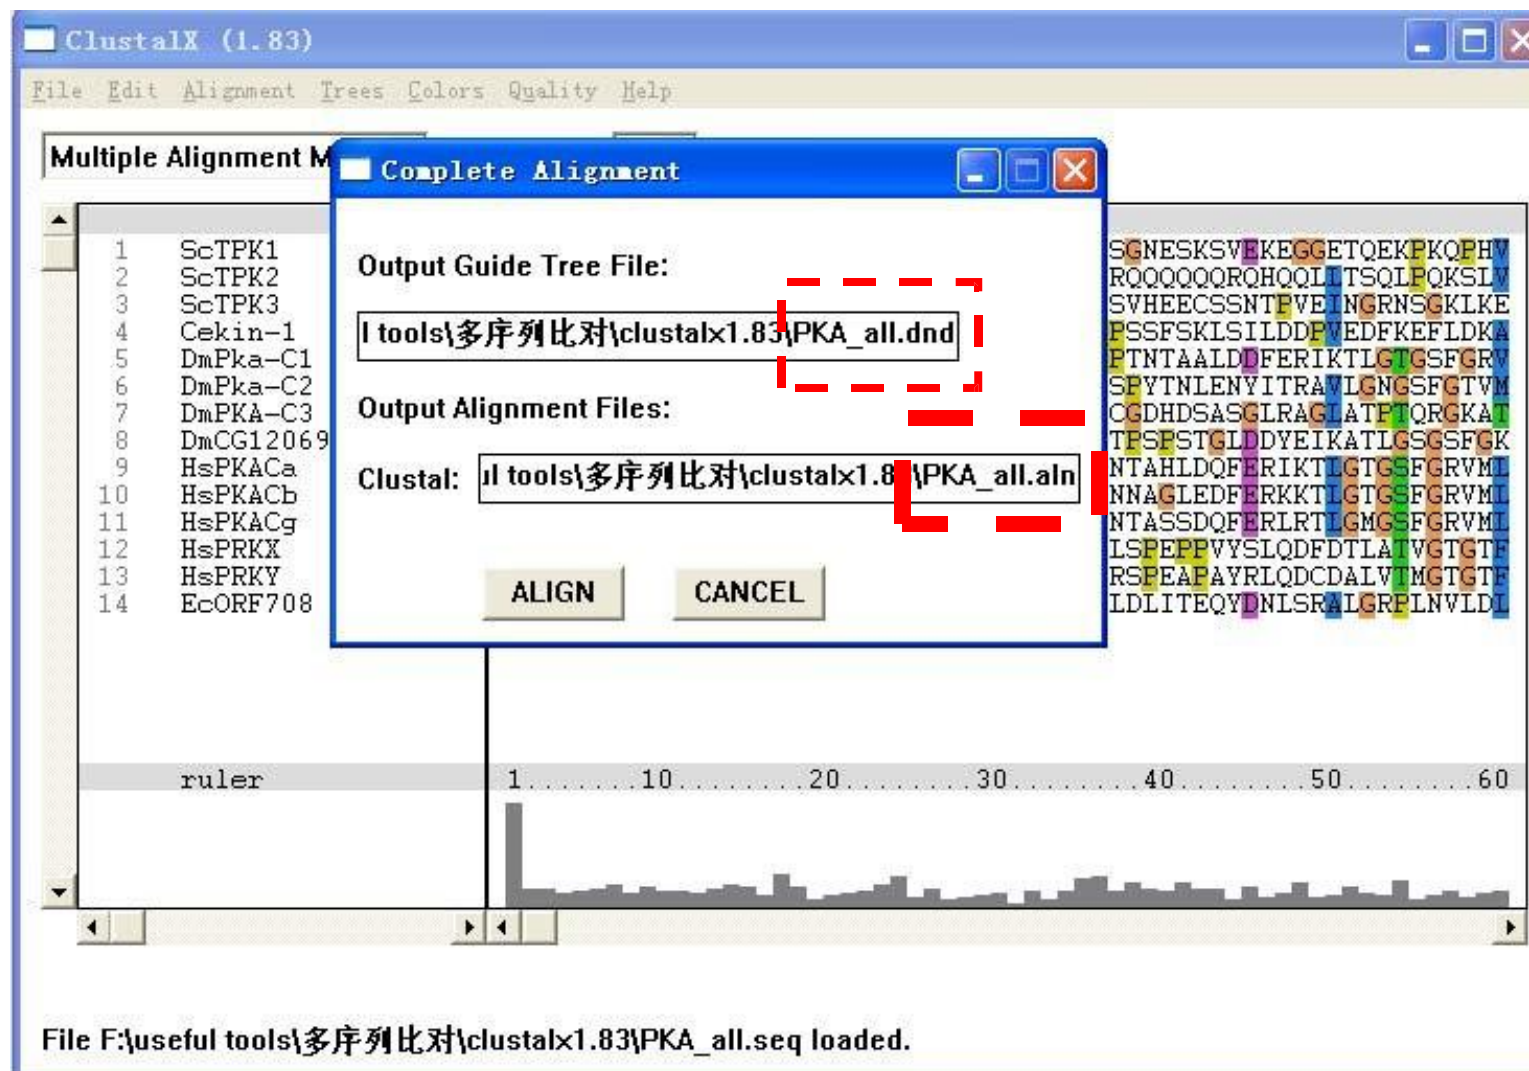 ClustalX (1.83)
File Edit Alignment Trees Colors Quality Help
Multiple Alignment M
Complete Alignment
Output Guide Tree File:
l tools\多序列比对\clustalx1.83\PKA_all.dnd
Output Alignment Files:
Clustal: ul tools\多序列比对\clustalx1.8 \PKA_all.aln
ALIGN CANCEL
1 ScTPK1 SGNESKSVEKEGGETQEKPKQPHV
2 ScTPK2 RQQQQQQRQHQQLLTSQLPQKSLV
3 ScTPK3 SVHEECSSNTPVEINGRNSGKLKE
4 Cekin-1 PSSFSKLSILDDPVEDFKEFLDKA
5 DmPka-C1 PTNTAALDDFERIKTLGTGSFGRV
6 DmPka-C2 SPYTNLENYITRAVLGNGSFGTVM
7 DmPKA-C3 CGDHDSASGLRAGLATPTQRGKAT
8 DmCG12069 TPSPSTGLDDYEIKATLGSGSFGK
9 HsPKACa NTAHLDQFERIKTLGTGSFGRVML
10 HsPKACb NNAGLEDFERKKTLGTGSFGRVML
11 HsPKACg NTASSDQFERLRTLGMGSFGRVML
12 HsPRKX LSPEPPVYSLQDFDTLATVGTGTF
13 HsPRKY RSPEAPAYRLQDCDALVTMGTGTF
14 EcORF708 LDLITEQYDNLSRALGRPLNVLDL
ruler 1.......10........20........30........40........50........60
File F:\useful tools\多序列比对\clustalx1.83\PKA_all.seq loaded.